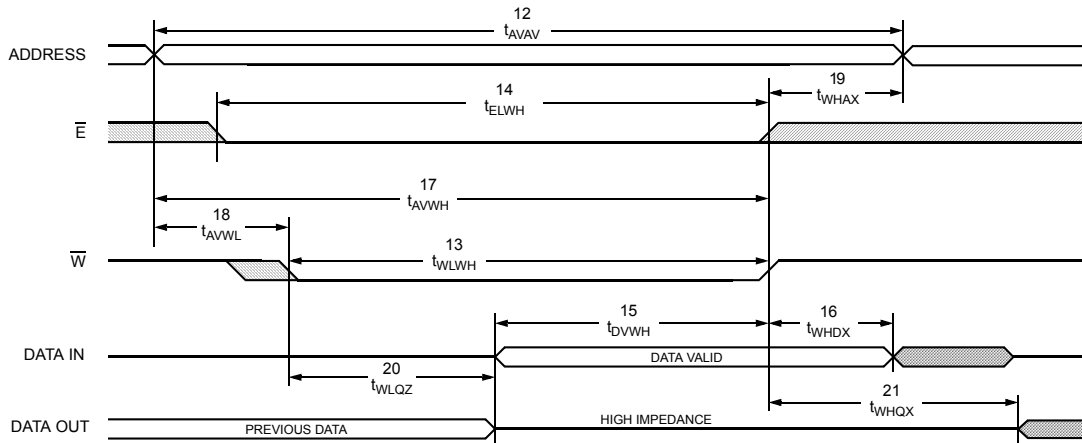 12
tAVAV
ADDRESS
19
tWHAX
14
tELWH
E
17
tAVWH
18
tAVWL
13
tWLWH
W
15
tDVWH
16
tWHDX
DATA IN
DATA VALID
20
tWLQZ
21
tWHQX
DATA OUT
PREVIOUS DATA
HIGH IMPEDANCE